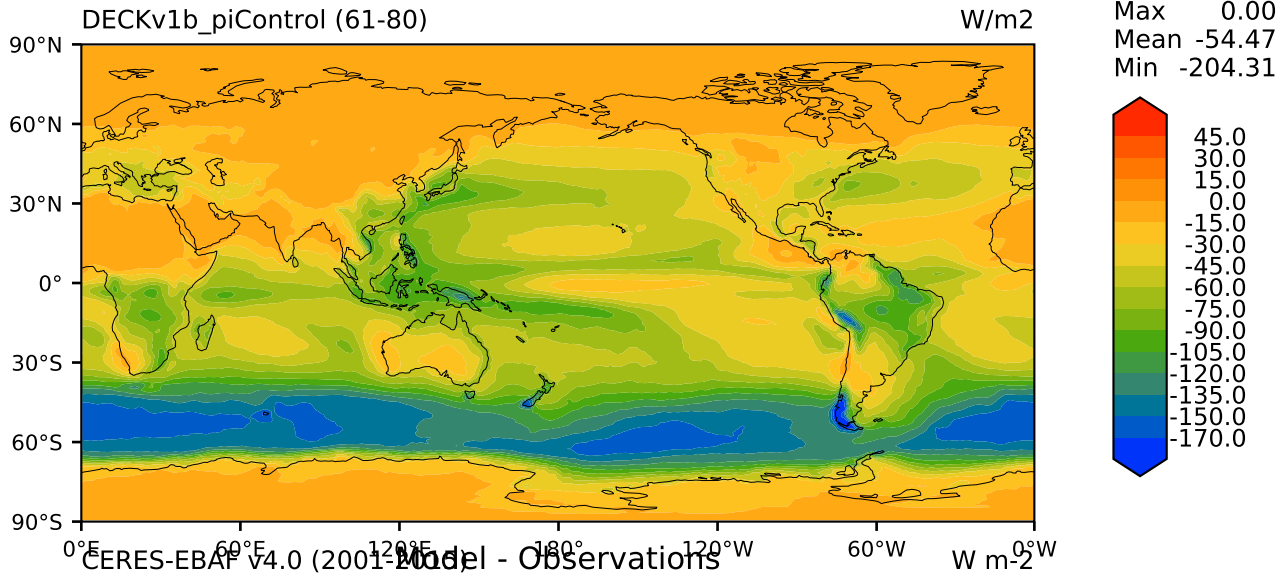 DECKv1b_piControl (61-80) W/m2
Max 0.00
Mean -54.47
Min -204.31
90°N
60°N
30°N
0°
30°S
60°S
90°S
45.0
30.0
15.0
0.0
-15.0
-30.0
-45.0
-60.0
-75.0
-90.0
-105.0
-120.0
-135.0
-150.0
-170.0
0°E 60°E 120°E 180° 120°W 60°W 0°W
CERES-EBAF v4.0 (2001-2015) Model - Observations W m-2